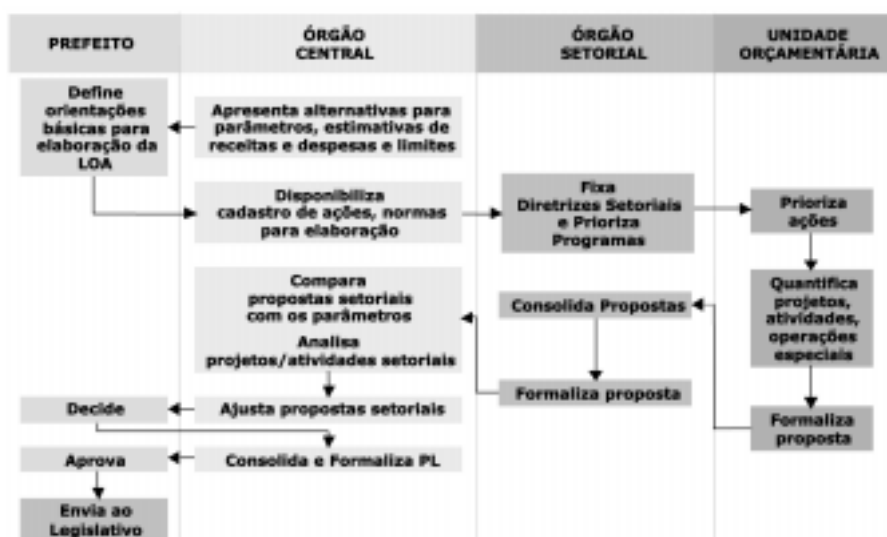 PREFEITO
ÓRGÃO
CENTRAL
ÓRGÃO
SETORIAL
UNIDADE
ORÇAMENTÁRIA
Define
orientações
básicas para
elaboração da
LOA
Apresenta alternativas para
parâmetros, estimativas de
receitas e despesas e limites
Disponibiliza
cadastro de ações, normas
para elaboração
Fixa
Diretrizes Setoriais
e Prioriza
Programas
Prioriza
ações
Compara
propostas setoriais
com os parâmetros
Analisa
projetos/atividades setoriais
Consolida Propostas
Quantifica
projetos,
atividades,
operações
especiais
Formaliza proposta
Formaliza
proposta
Decide
Ajusta propostas setoriais
Aprova
Consolida e Formaliza PL
Envia ao
Legislativo